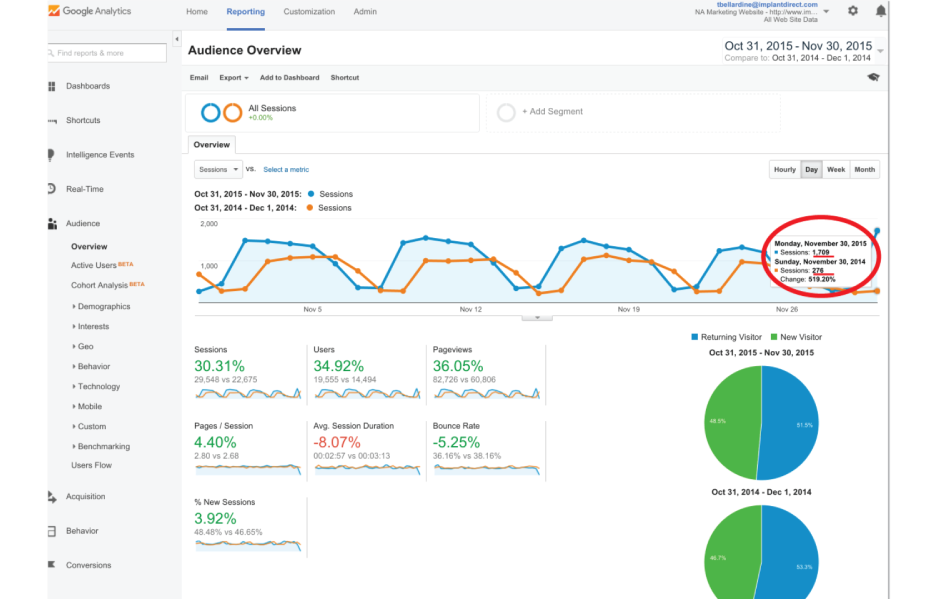 Google Analytics
Home Reporting Customization Admin
tbellardine@implantdirect.com
NA Marketing Website - http://www.im...
All Web Site Data
Find reports & more
Dashboards
Shortcuts
Intelligence Events
Real-Time
Audience
Overview
Active Users BETA
Cohort Analysis BETA
Demographics
Interests
Geo
Behavior
Technology
Mobile
Custom
Benchmarking
Users Flow
Acquisition
Behavior
Conversions
Audience Overview
Oct 31, 2015 - Nov 30, 2015
Compare to: Oct 31, 2014 - Dec 1, 2014
Email Export Add to Dashboard Shortcut
All Sessions
+0.00%
+ Add Segment
Overview
Sessions VS. Select a metric
Hourly Day Week Month
Oct 31, 2015 - Nov 30, 2015: Sessions
Oct 31, 2014 - Dec 1, 2014: Sessions
2,000
1,000
Monday, November 30, 2015
Sessions: 1,709
Sunday, November 30, 2014
Sessions: 276
Change: 519.20%
Nov 5 Nov 12 Nov 19 Nov 26
Sessions
30.31%
29,548 vs 22,675
Users
34.92%
19,555 vs 14,494
Pageviews
36.05%
82,726 vs 60,806
Pages / Session
4.40%
2.80 vs 2.68
Avg. Session Duration
-8.07%
00:02:57 vs 00:03:13
Bounce Rate
-5.25%
36.16% vs 38.16%
% New Sessions
3.92%
48.48% vs 46.65%
Returning Visitor New Visitor
Oct 31, 2015 - Nov 30, 2015
48.5% 51.5%
Oct 31, 2014 - Dec 1, 2014
46.7% 53.3%